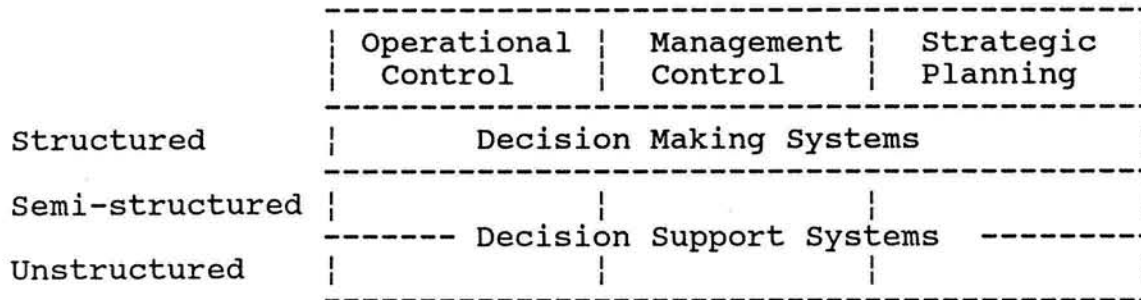 Operational Management Strategic
Control Control Planning
Structured Decision Making Systems
Semi-structured
Decision Support Systems
Unstructured